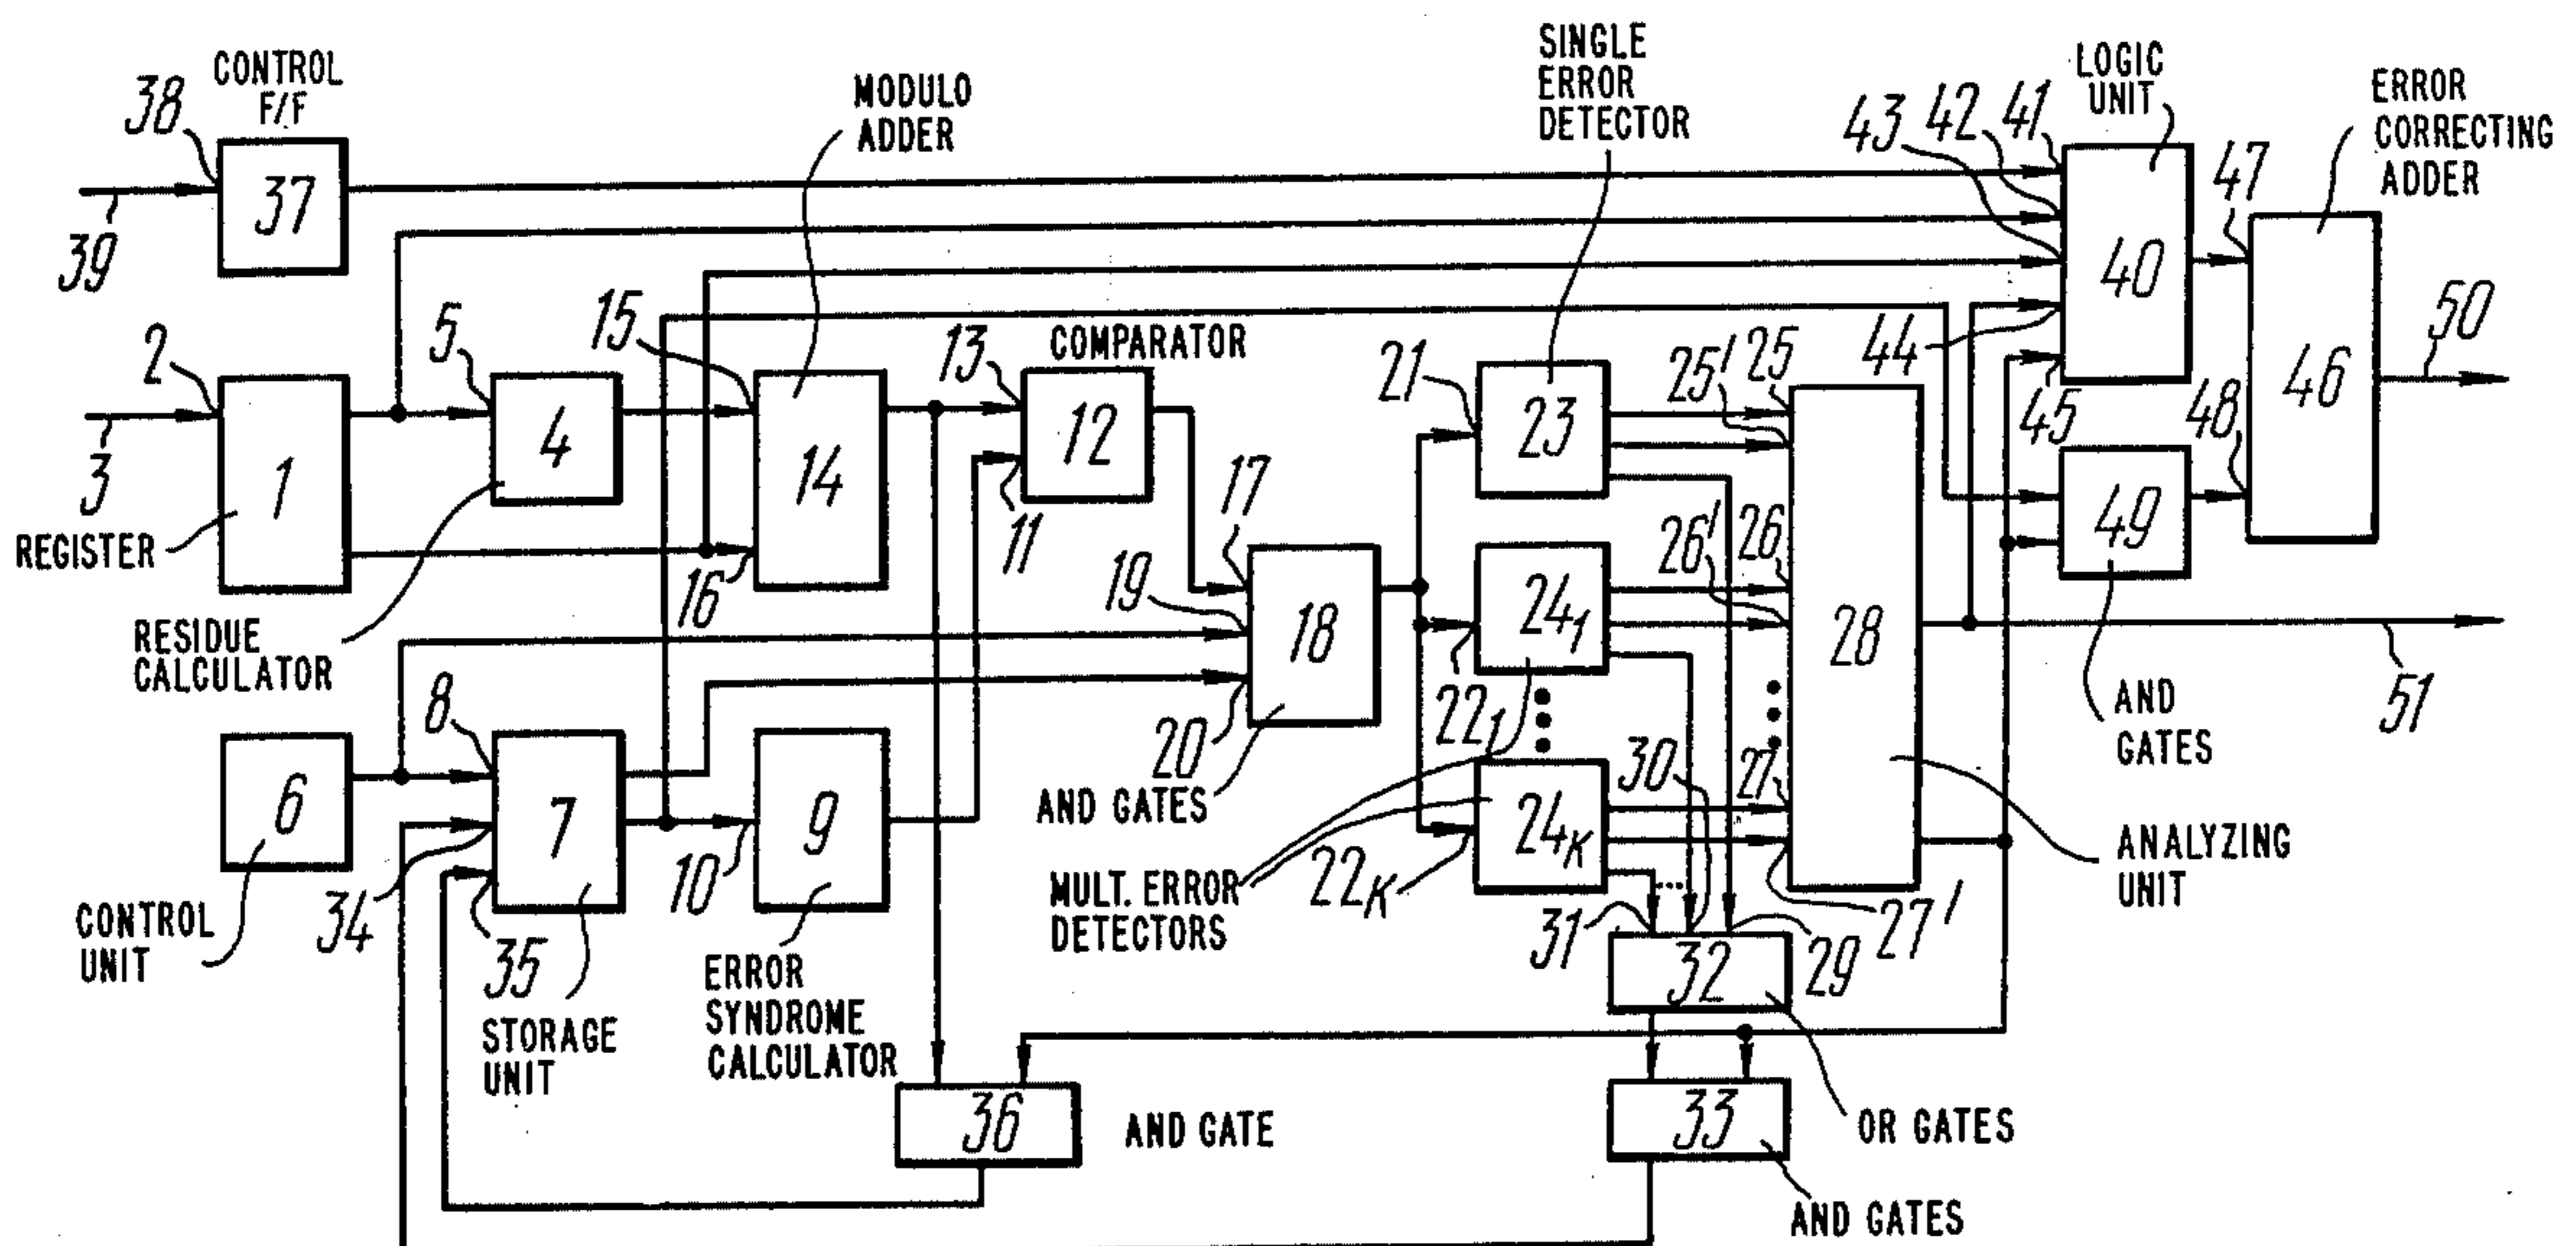 CONTROL
F/F
38
37
39
MODULO
ADDER
SINGLE
ERROR
DETECTOR
LOGIC
UNIT
ERROR
CORRECTING
ADDER
43 42 41
40
47
46
50
44
45
48
49
AND
GATES
51
2
3
1
REGISTER
5
4
RESIDUE
CALCULATOR
15
14
16
COMPARATOR
13
12
11
17
19
18
20
AND GATES
21
23
25' 25
26' 26
24₁
22₁
24ₖ
22ₖ
27
27'
28
ANALYZING
UNIT
MULT. ERROR
DETECTORS
6
CONTROL
UNIT
8
7
34
35
STORAGE
UNIT
10
9
ERROR
SYNDROME
CALCULATOR
30
31
32
29
OR GATES
36
AND GATE
33
AND GATES